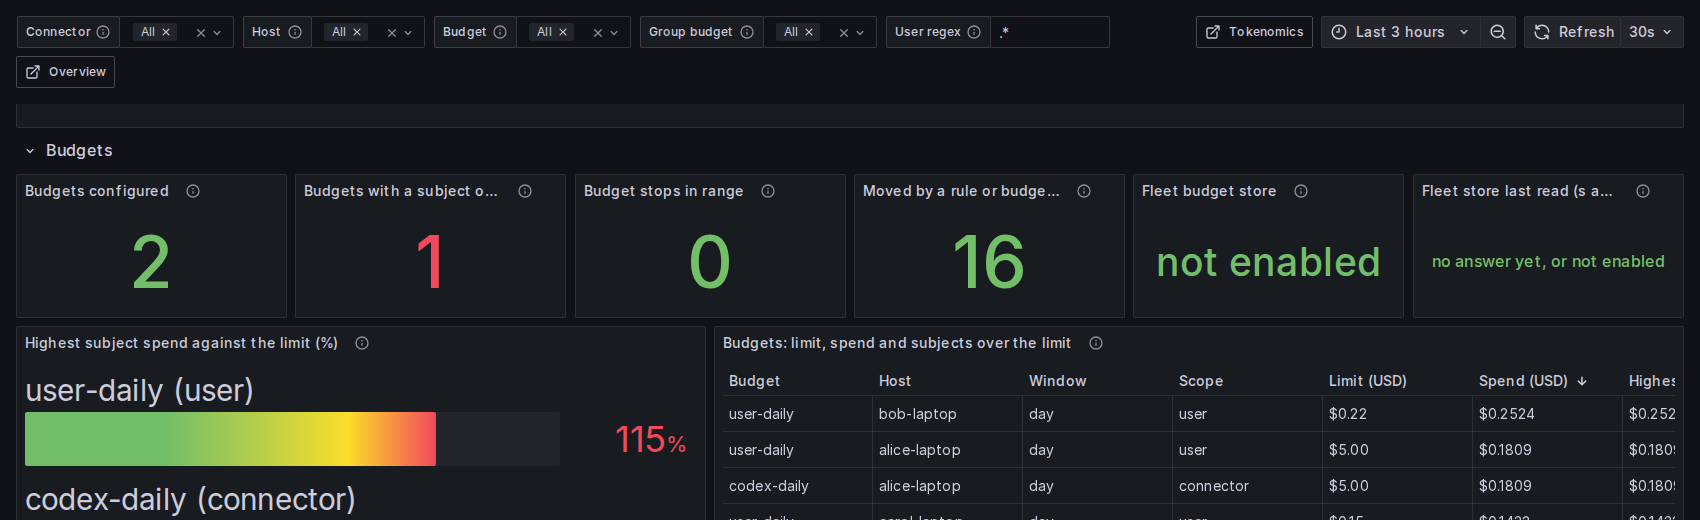 Connector All Host All Budget All Group budget All User regex .* Tokenomics Last 3 hours Refresh 30s
Overview
Budgets
Budgets configured Budgets with a subject o... Budget stops in range Moved by a rule or budge... Fleet budget store Fleet store last read (s a...
2 1 0 16 not enabled no answer yet, or not enabled
Highest subject spend against the limit (%) Budgets: limit, spend and subjects over the limit
user-daily (user)
115%
codex-daily (connector)
Budget Host Window Scope Limit (USD) Spend (USD) Highes
user-daily bob-laptop day user $0.22 $0.2524 $0.252
user-daily alice-laptop day user $5.00 $0.1809 $0.180
codex-daily alice-laptop day connector $5.00 $0.1809 $0.180